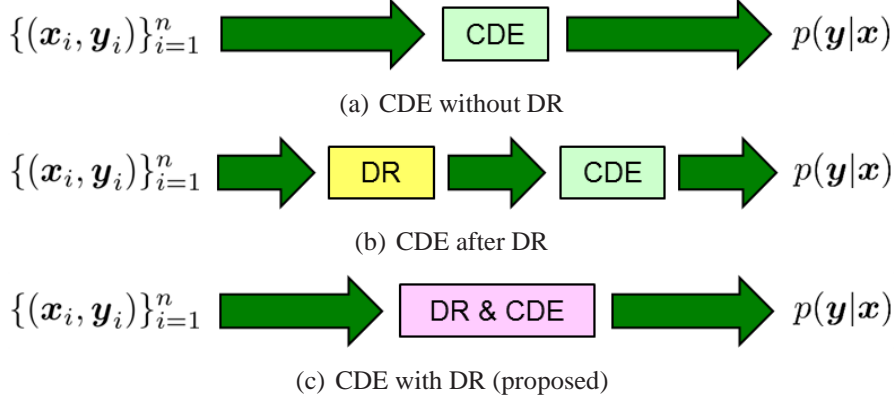 {(x_i, y_i)}_{i=1}^n CDE p(y|x)
(a) CDE without DR
{(x_i, y_i)}_{i=1}^n DR CDE p(y|x)
(b) CDE after DR
{(x_i, y_i)}_{i=1}^n DR & CDE p(y|x)
(c) CDE with DR (proposed)